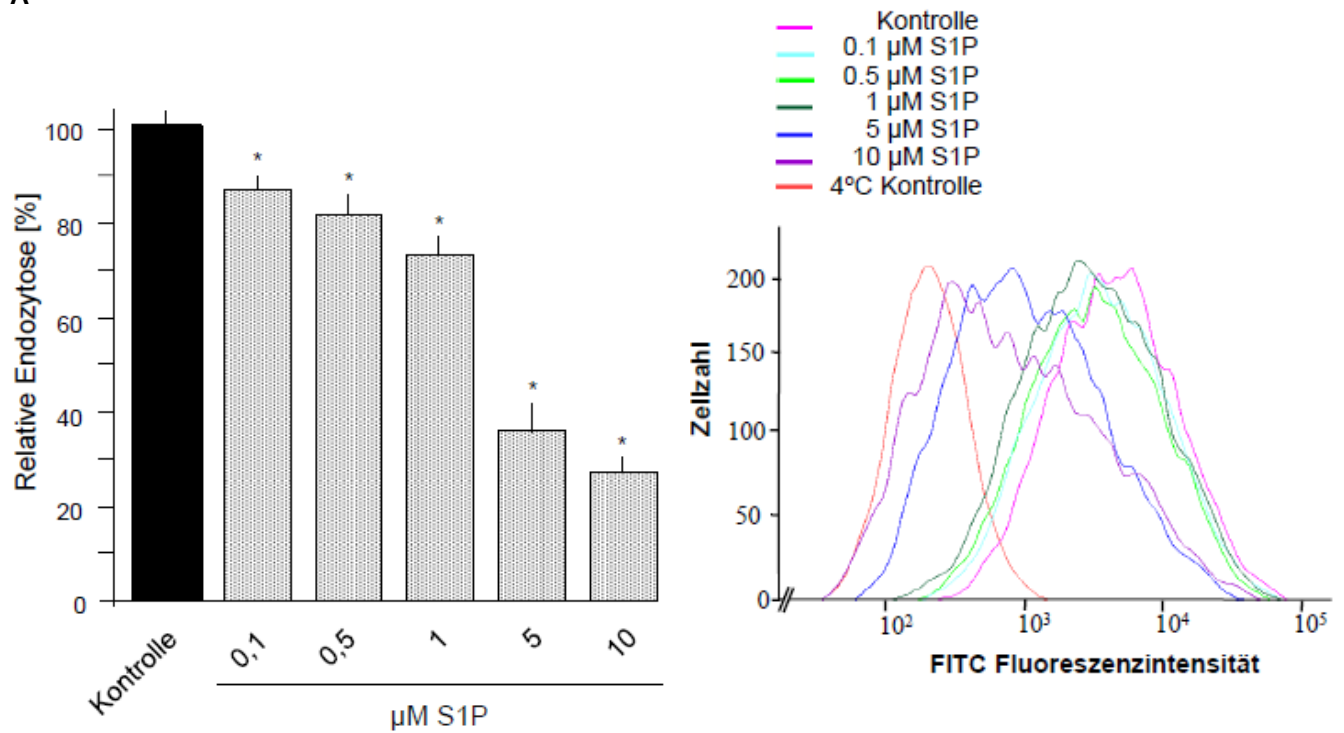 A
Relative Endozytose [%]
100
80
60
40
20
0
*
*
*
*
*
Kontrolle
0,1
0,5
1
5
10
µM S1P
Kontrolle
0.1 µM S1P
0.5 µM S1P
1 µM S1P
5 µM S1P
10 µM S1P
4ºC Kontrolle
Zellzahl
200
150
100
50
0
10²
10³
10⁴
10⁵
FITC Fluoreszenzintensität